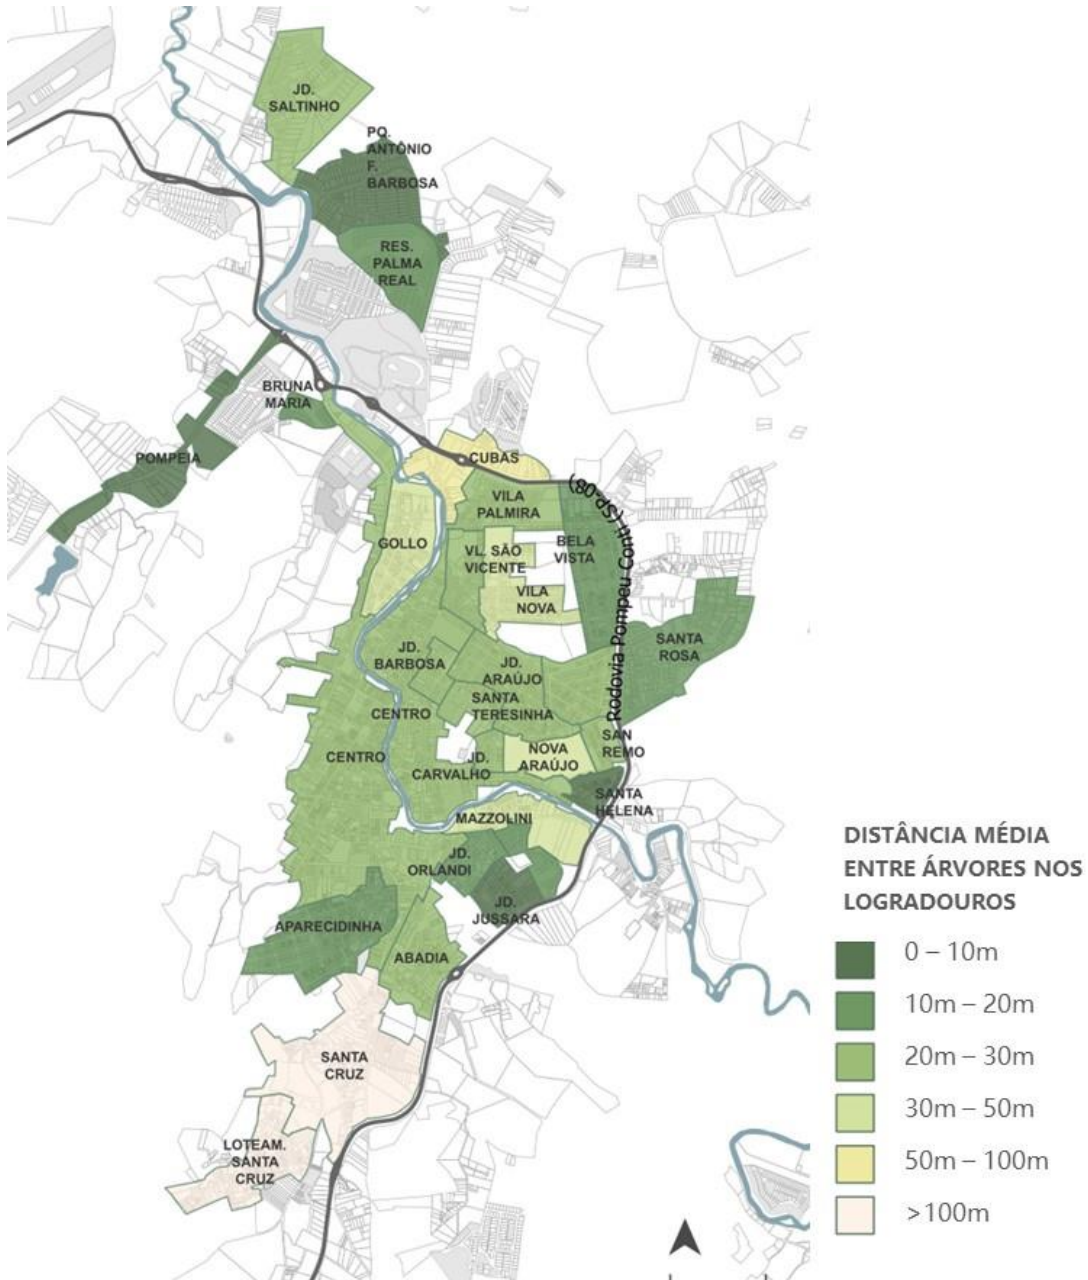 JD.
SALTINHO
PQ.
ANTÔNIO
F.
BARBOSA
RES.
PALMA
REAL
BRUNA
MARIA
POMPEIA
CUBAS
VILA
PALMIRA
GOLLO
VL. SÃO
VICENTE
BELA
VISTA
VILA
NOVA
Rodovia Pompeu Conti (SP-08)
SANTA
ROSA
JD.
BARBOSA
JD.
ARAÚJO
SANTA
TERESINHA
CENTRO
SAN
REMO
CENTRO
JD.
CARVALHO
NOVA
ARAÚJO
SANTA
HELENA
MAZZOLINI
JD.
ORLANDI
JD.
JUSSARA
APARECIDINHA
ABADIA
SANTA
CRUZ
LOTEAM.
SANTA
CRUZ
DISTÂNCIA MÉDIA
ENTRE ÁRVORES NOS
LOGRADOUROS
0 – 10m
10m – 20m
20m – 30m
30m – 50m
50m – 100m
>100m